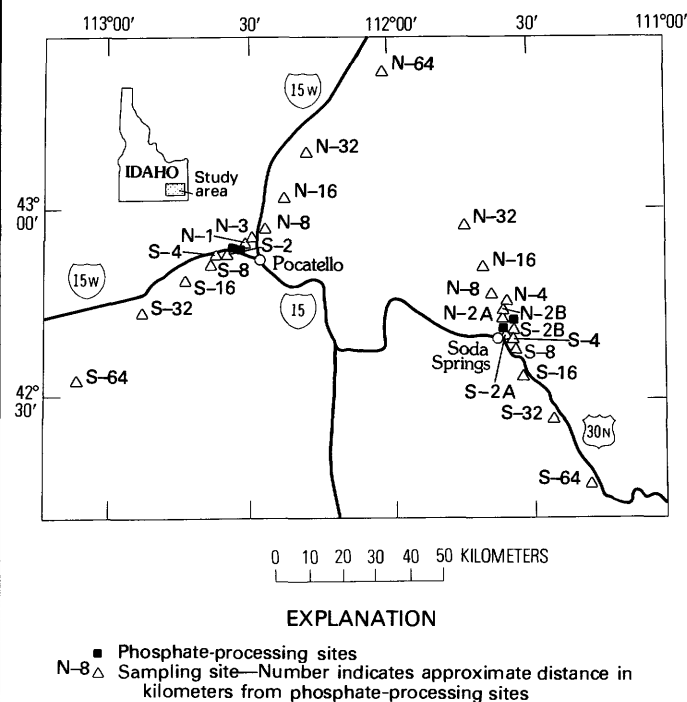 113°00'
30'
112°00'
30'
111°00'
N-64
15 W
N-32
IDAHO
Study
area
N-16
43
00'
N-3
N-8
N-1
S-2
S-4
Pocatello
S-8
15 W
S-16
S-32
15
S-64
42
30'
N-32
N-16
N-8
N-4
N-2A
N-2B
S-2B
S-4
Soda
Springs
S-8
S-16
S-2A
S-32
30N
S-64
0 10 20 30 40 50 KILOMETERS
EXPLANATION
Phosphate-processing sites
N-8 Sampling site—Number indicates approximate distance in
kilometers from phosphate-processing sites